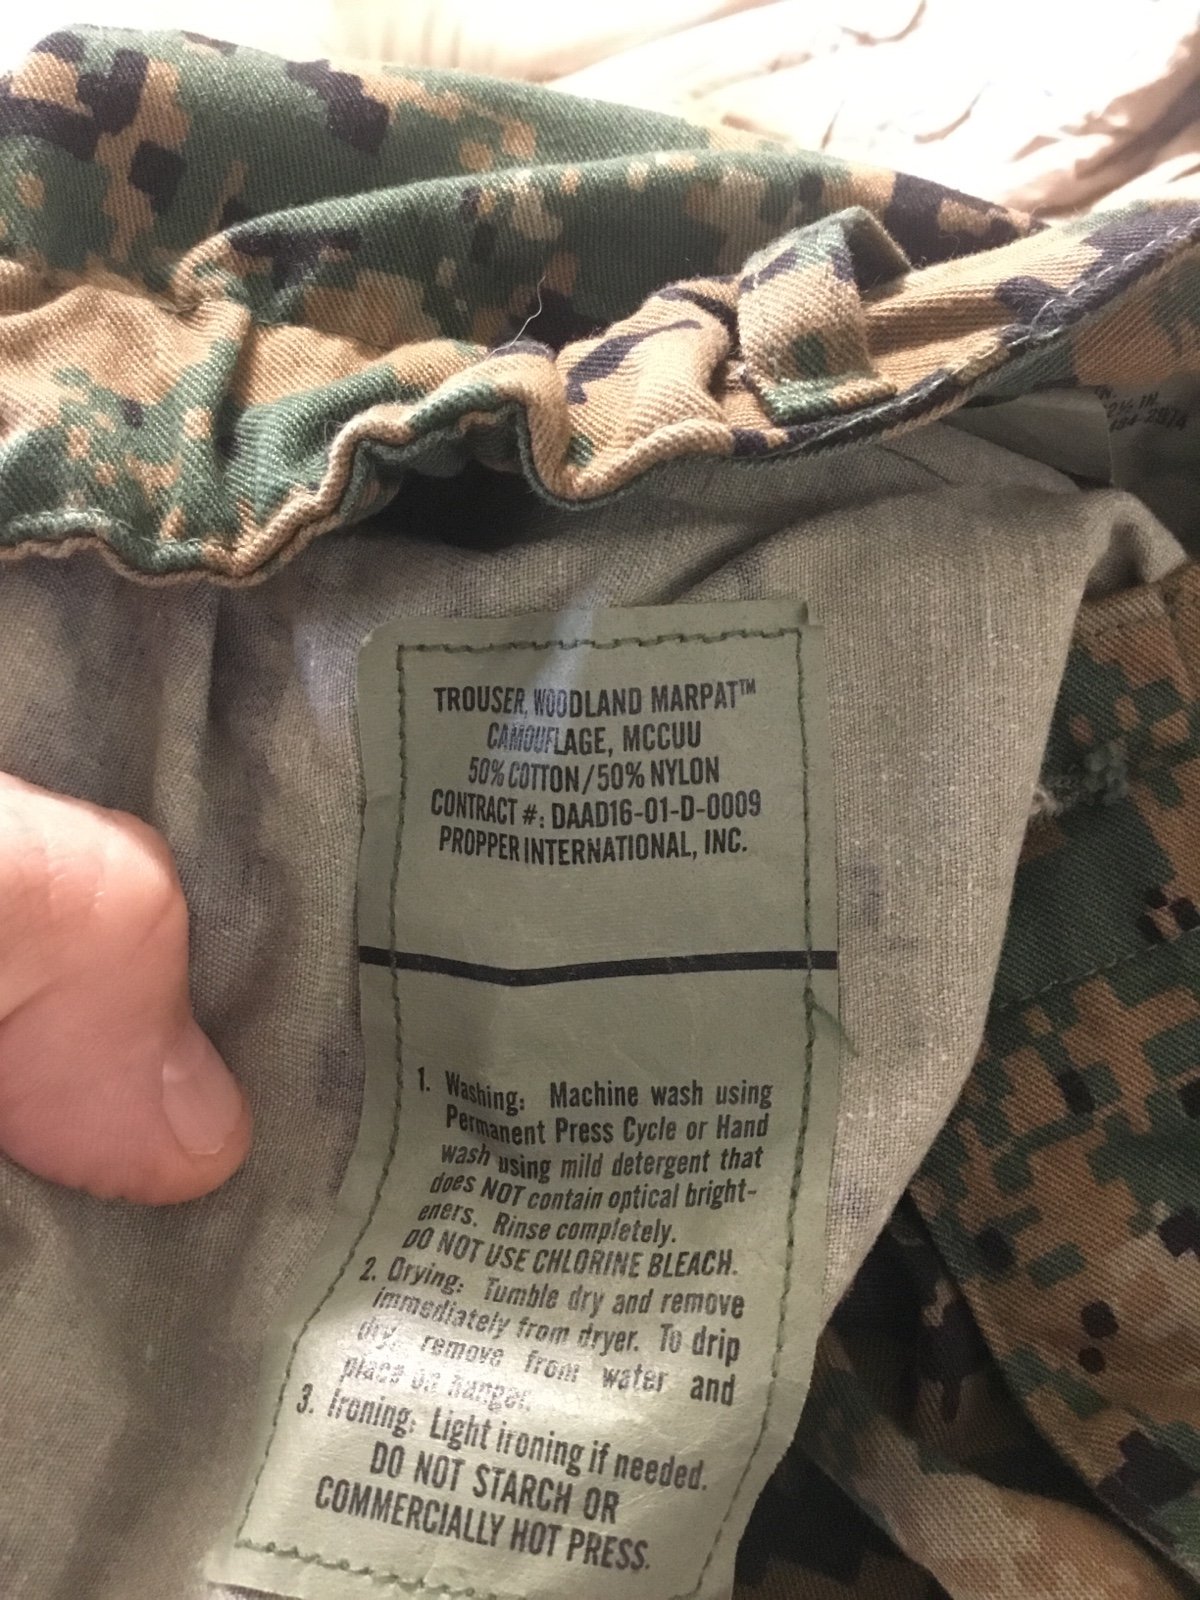 TROUSER, WOODLAND MARPAT™
CAMOUFLAGE, MCCUU
50% COTTON/50% NYLON
CONTRACT #: DAAD16-01-D-0009
PROPPER INTERNATIONAL, INC.
1. Washing: Machine wash using
Permanent Press Cycle or Hand
wash using mild detergent that
does NOT contain optical bright-
eners. Rinse completely.
DO NOT USE CHLORINE BLEACH.
2. Drying: Tumble dry and remove
immediately from dryer. To drip
dry, remove from water and
place on hanger.
3. Ironing: Light ironing if needed.
DO NOT STARCH OR
COMMERCIALLY HOT PRESS.